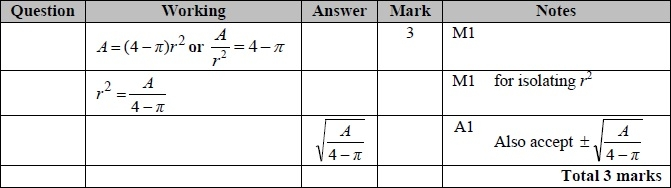 Question Working Answer Mark Notes
A = (4 − π)r² or A/r² = 4 − π 3 M1
r² = A/(4 − π) M1 for isolating r²
√(A/(4 − π)) A1 Also accept ± √(A/(4 − π))
Total 3 marks